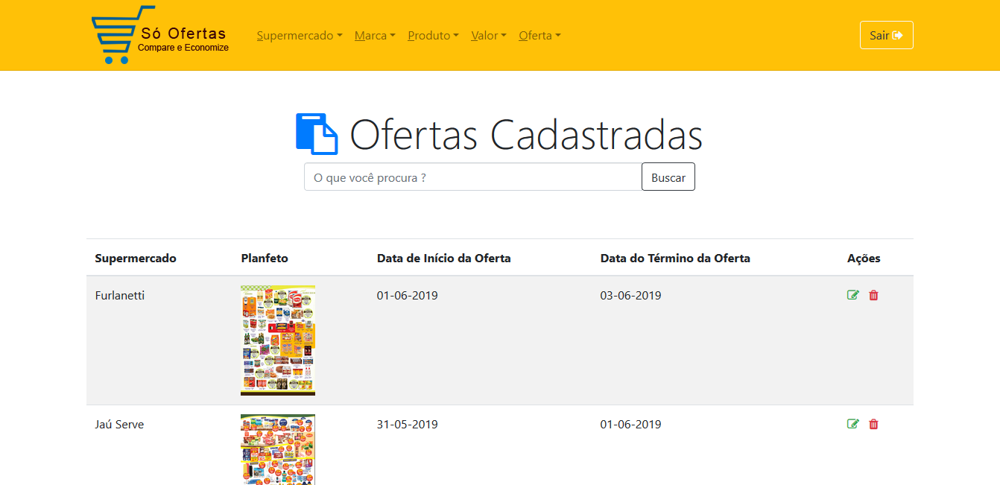 Só Ofertas
Compare e Economize
Supermercado Marca Produto Valor Oferta Sair
Ofertas Cadastradas
O que você procura ? Buscar
Supermercado Planfeto Data de Início da Oferta Data do Término da Oferta Ações
Furlanetti 01-06-2019 03-06-2019
Jaú Serve 31-05-2019 01-06-2019